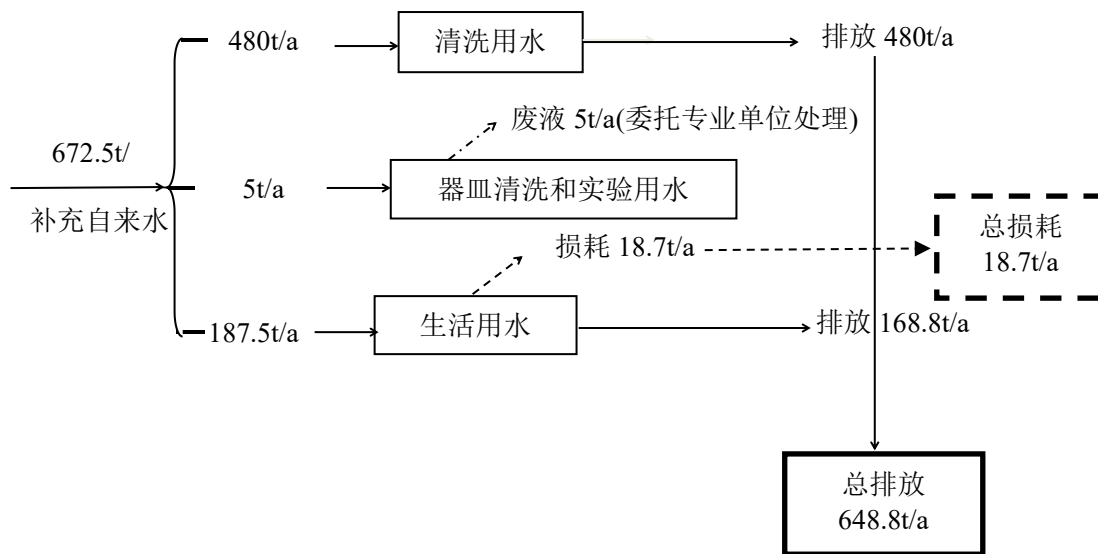 480t/a
清洗用水
排放 480t/a
废液 5t/a(委托专业单位处理)
672.5t/
补充自来水
5t/a
器皿清洗和实验用水
总损耗
18.7t/a
损耗 18.7t/a
187.5t/a
生活用水
排放 168.8t/a
总排放
648.8t/a